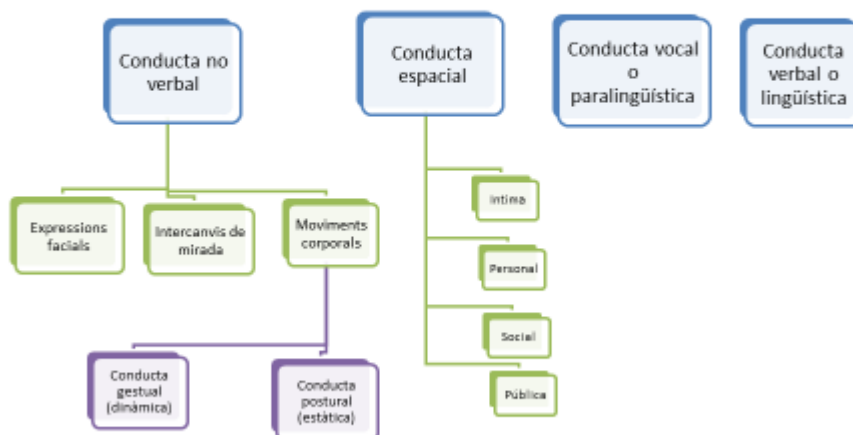 Conducta no
verbal
Conducta
espacial
Conducta vocal
o
paralingüística
Conducta
verbal o
lingüística
Expressions
facials
Intercanvis de
mirada
Moviments
corporals
Intima
Personal
Social
Pública
Conducta
gestual
(dinàmica)
Conducta
postural
(estàtica)